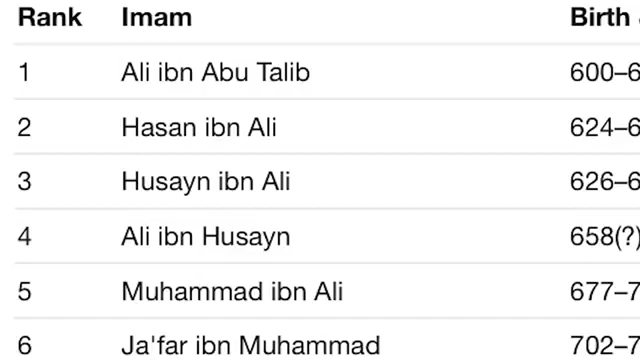 Rank Imam Birth
1 Ali ibn Abu Talib 600–6
2 Hasan ibn Ali 624–6
3 Husayn ibn Ali 626–6
4 Ali ibn Husayn 658(?)
5 Muhammad ibn Ali 677–7
6 Ja'far ibn Muhammad 702–7